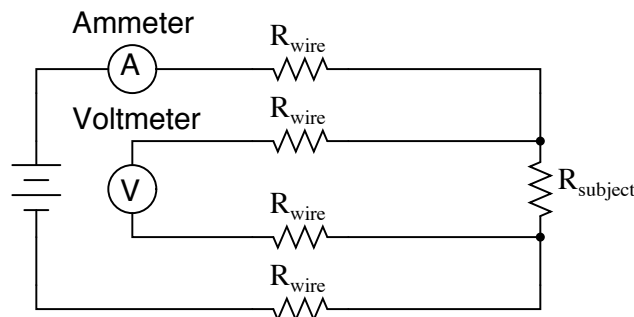 Ammeter
A
R_wire
R_wire
Voltmeter
V
R_subject
R_wire
R_wire